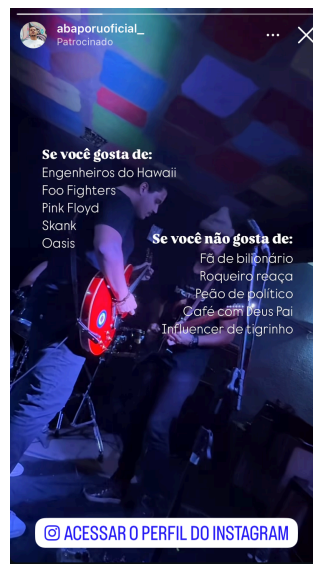 abaporuoficial_
Patrocinado
Se você gosta de:
Engenheiros do Hawaii
Foo Fighters
Pink Floyd
Skank
Oasis
Se você não gosta de:
Fã de bilionário
Roqueiro reaça
Peão de político
Café com Deus Pai
Influencer de tigrinho
ACESSAR O PERFIL DO INSTAGRAM